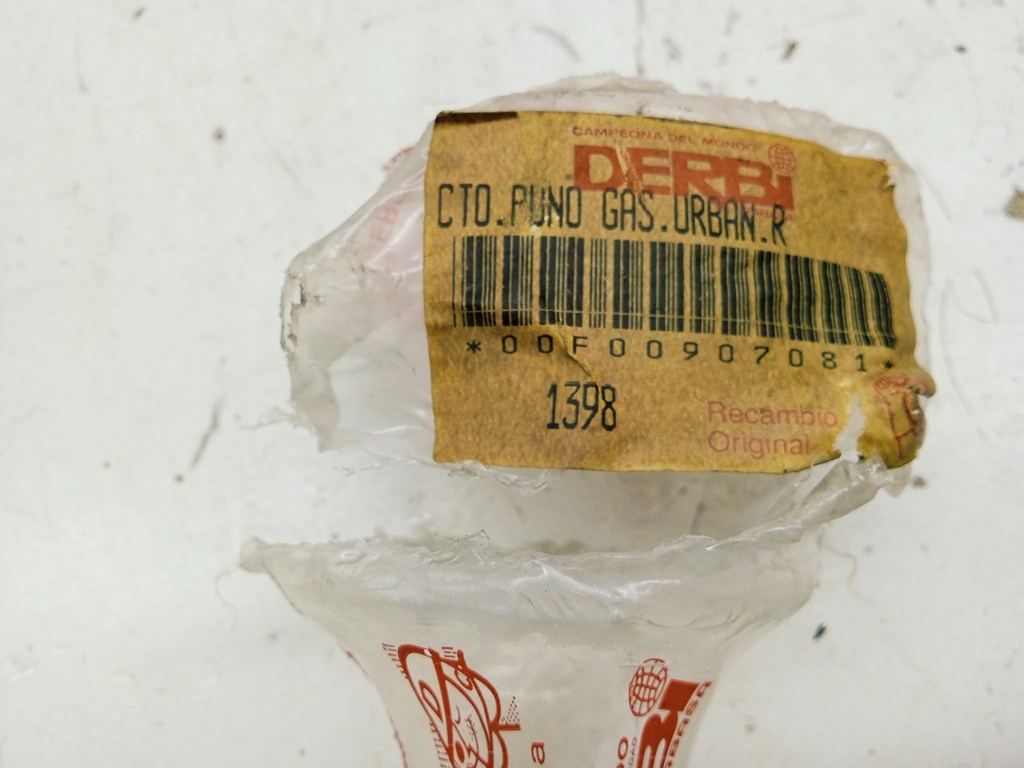 CAMPEONA DEL MUNDO
DERBi
CTO.PUNO GAS.URBAN.R
*00F00907081*
1398
Recambio
Original